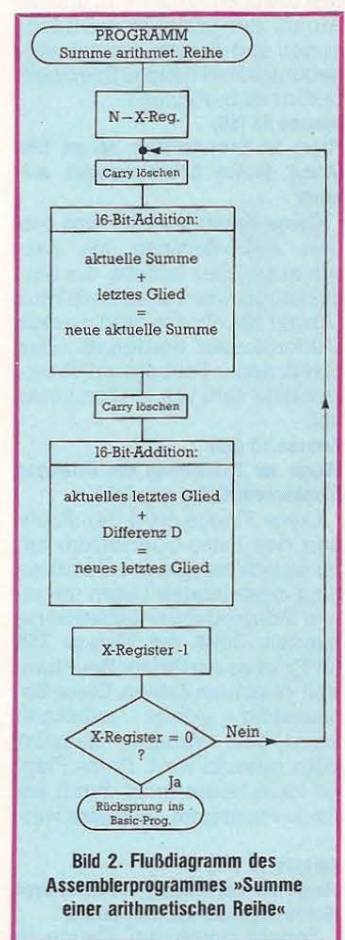 PROGRAMM
Summe arithmet. Reihe
N→X-Reg.
Carry löschen
16-Bit-Addition:
aktuelle Summe
+
letztes Glied
=
neue aktuelle Summe
Carry löschen
16-Bit-Addition:
aktuelles letztes Glied
+
Differenz D
=
neues letztes Glied
X-Register -1
X-Register = 0
?
Nein
Ja
Rücksprung ins
Basic-Prog.
Bild 2. Flußdiagramm des
Assemblerprogrammes »Summe
einer arithmetischen Reihe«